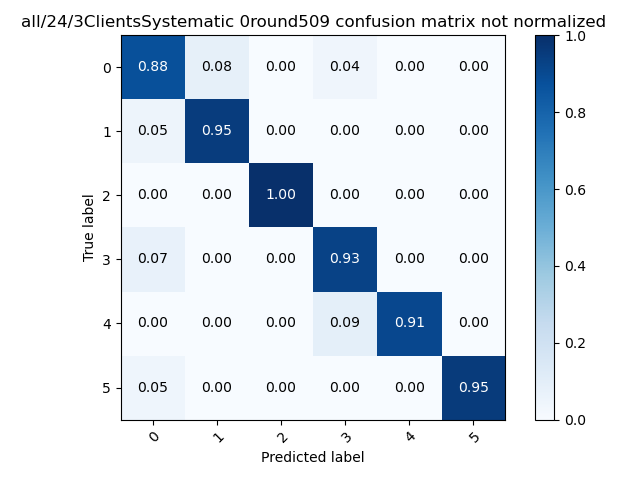 all/24/3ClientsSystematic 0round509 confusion matrix not normalized
0 0.88 0.08 0.00 0.04 0.00 0.00
1 0.05 0.95 0.00 0.00 0.00 0.00
2 0.00 0.00 1.00 0.00 0.00 0.00
3 0.07 0.00 0.00 0.93 0.00 0.00
4 0.00 0.00 0.00 0.09 0.91 0.00
5 0.05 0.00 0.00 0.00 0.00 0.95
0 1 2 3 4 5
True label
Predicted label
1.0
0.8
0.6
0.4
0.2
0.0